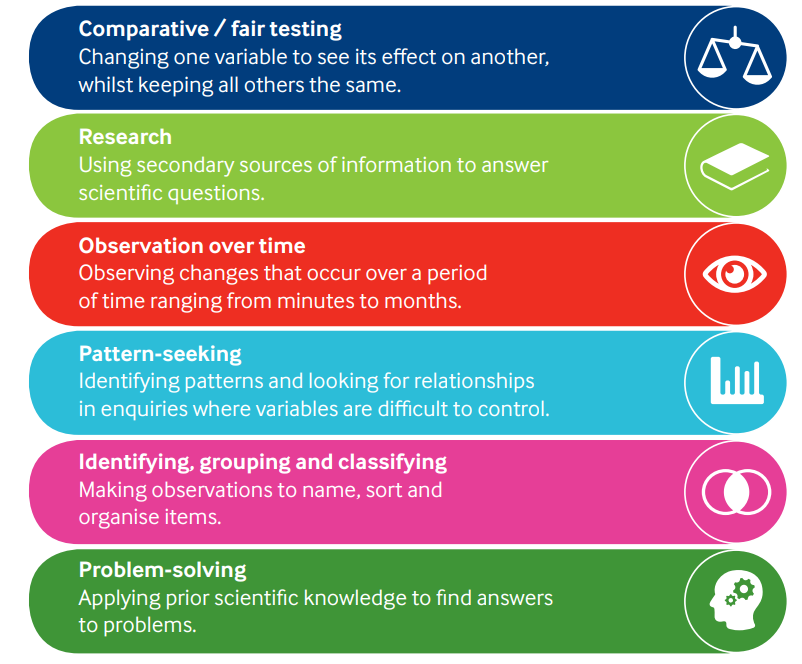 Comparative / fair testing
Changing one variable to see its effect on another,
whilst keeping all others the same.
Research
Using secondary sources of information to answer
scientific questions.
Observation over time
Observing changes that occur over a period
of time ranging from minutes to months.
Pattern-seeking
Identifying patterns and looking for relationships
in enquiries where variables are difficult to control.
Identifying, grouping and classifying
Making observations to name, sort and
organise items.
Problem-solving
Applying prior scientific knowledge to find answers
to problems.